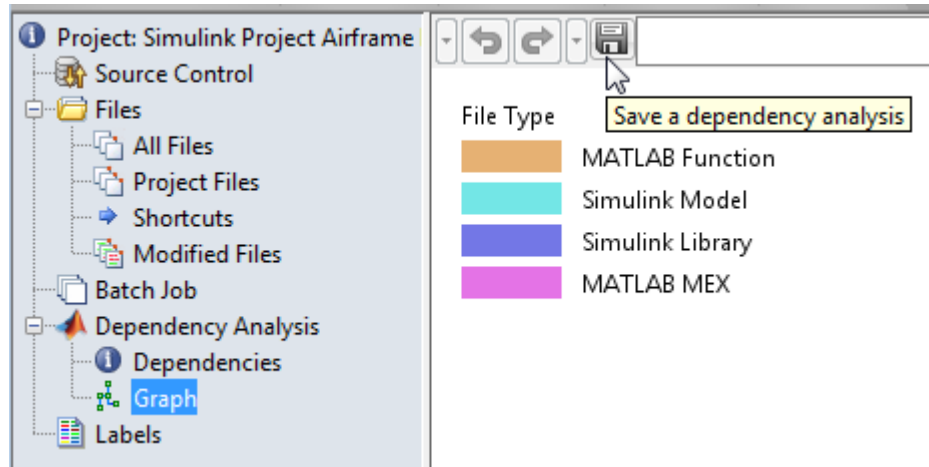 Project: Simulink Project Airframe
Source Control
Files
All Files
Project Files
Shortcuts
Modified Files
Batch Job
Dependency Analysis
Dependencies
Graph
Labels
Save a dependency analysis
File Type
MATLAB Function
Simulink Model
Simulink Library
MATLAB MEX